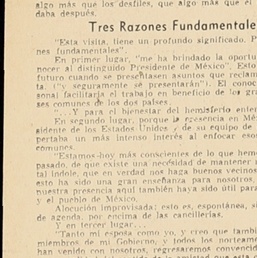 algo más que los desfiles, que algo más el
daba después.
Tres Razones Fundamentale
"Esta visita, tiene un profundo significado. P
nes fundamentales".
En primer lugar, "me ha brindado la oportu
nocer al distinguido Presidente de México". Esto
futuro cuando se presentasen asuntos que reclama
ta. ("y seguramente se presentarán"). El conoc
sonal facilitará el trabajo en beneficio de los gra
ses comunes de los dos países.
"...Y para el bienestar del hemisferio enter
En segundo lugar, porque la presencia en Mé
sidente de los Estados Unidos y de su equipo de
pertaba un más intenso interés al enfocar esos
comunes.
"Estamos hoy más conscientes de lo que hem
pasado, de que existe una necesidad de mantener
tal índole, que en verdad nos haga buenos vecinos
esto ha sido una gran enseñanza para nosotros,
nuestra presencia aquí también haya sido útil para
y el pueblo de México.
Alocución improvisada: esto es, espontánea, si
de agenda, por encima de las cancillerías.
Y en tercer lugar...
"Tanto mi esposa como yo, y creo que también
miembros de mi Gobierno, y todos los norteame
han venido con nosotros, regresaremos convencid